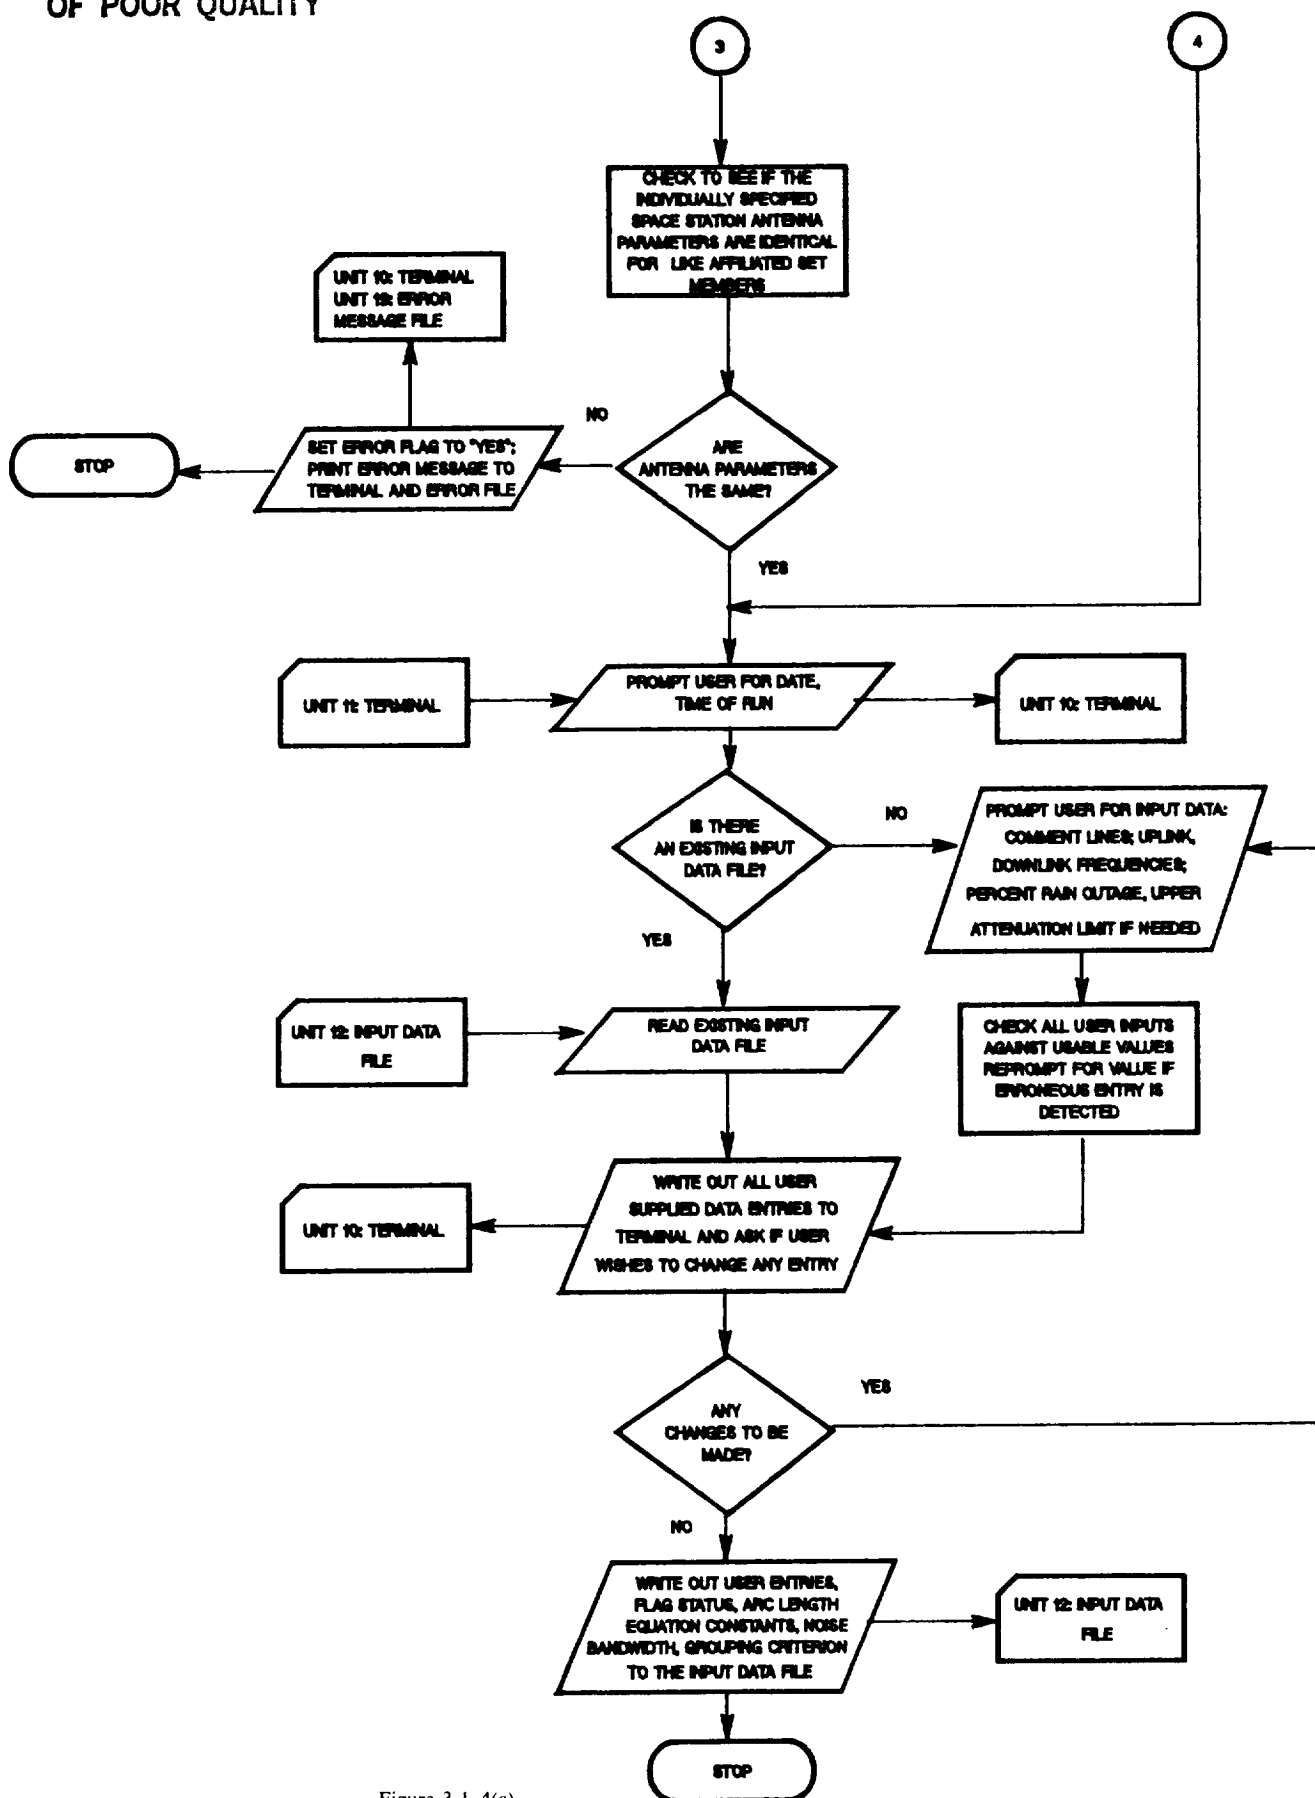 OF POOR QUALITY
3
4
CHECK TO SEE IF THE
INDIVIDUALLY SPECIFIED
SPACE STATION ANTENNA
PARAMETERS ARE IDENTICAL
FOR LIKE AFFILIATED SET
MEMBERS
UNIT 10: TERMINAL
UNIT 19: ERROR
MESSAGE FILE
NO
STOP
SET ERROR FLAG TO "YES";
PRINT ERROR MESSAGE TO
TERMINAL AND ERROR FILE
ARE
ANTENNA PARAMETERS
THE SAME?
YES
UNIT 11: TERMINAL
PROMPT USER FOR DATE,
TIME OF RUN
UNIT 10: TERMINAL
IS THERE
AN EXISTING INPUT
DATA FILE?
NO
PROMPT USER FOR INPUT DATA:
COMMENT LINES; UPLINK,
DOWNLINK FREQUENCIES;
PERCENT RAIN OUTAGE, UPPER
ATTENUATION LIMIT IF NEEDED
YES
UNIT 12: INPUT DATA
FILE
READ EXISTING INPUT
DATA FILE
CHECK ALL USER INPUTS
AGAINST USABLE VALUES
REPROMPT FOR VALUE IF
ERRONEOUS ENTRY IS
DETECTED
UNIT 10: TERMINAL
WRITE OUT ALL USER
SUPPLIED DATA ENTRIES TO
TERMINAL AND ASK IF USER
WISHES TO CHANGE ANY ENTRY
YES
ANY
CHANGES TO BE
MADE?
NO
WRITE OUT USER ENTRIES,
FLAG STATUS, ARC LENGTH
EQUATION CONSTANTS, NOISE
BANDWIDTH, GROUPING CRITERION
TO THE INPUT DATA FILE
UNIT 12: INPUT DATA
FILE
STOP